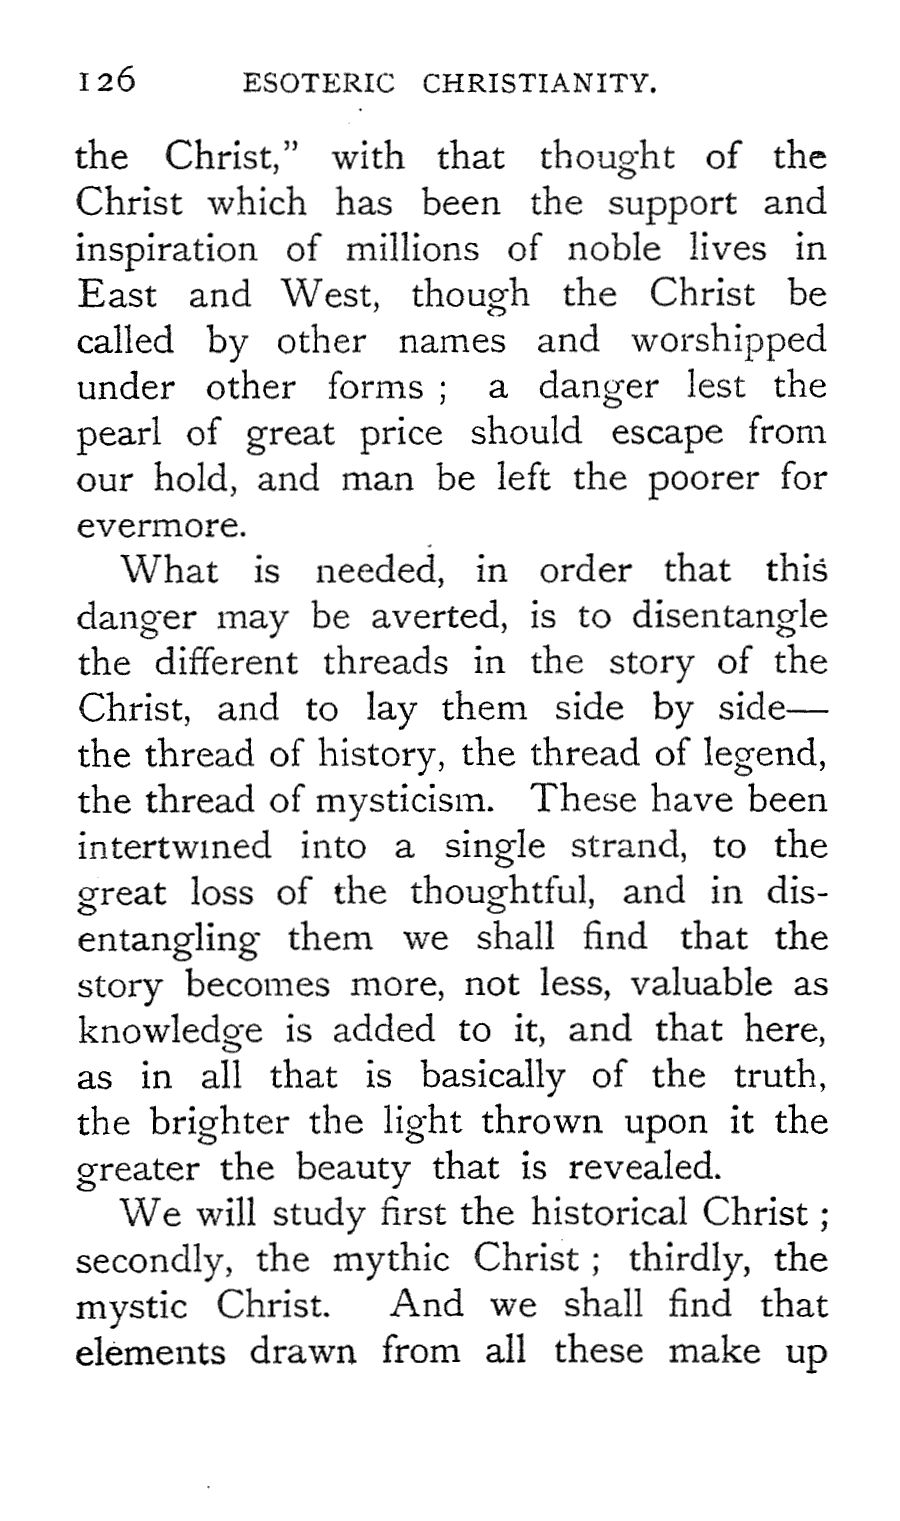 126 ESOTERIC CHRISTIANITY.
the Christ,” with that thought of the
Christ which has been the support and
inspiration of millions of noble lives in
East and West, though the Christ be
called by other names and worshipped
under other forms ; a danger lest the
pearl of great price should escape from
our hold, and man be left the poorer for
evermore.
What is needed, in order that this
danger may be averted, is to disentangle
the different threads in the story of the
Christ, and to lay them side by side—
the thread of history, the thread of legend,
the thread of mysticism. These have been
intertwined into a single strand, to the
great loss of the thoughtful, and in dis-
entangling them we shall find that the
story becomes more, not less, valuable as
knowledge is added to it, and that here,
as in all that is basically of the truth,
the brighter the light thrown upon it the
greater the beauty that is revealed.
We will study first the historical Christ ;
secondly, the mythic Christ ; thirdly, the
mystic Christ. And we shall find that
elements drawn from all these make up